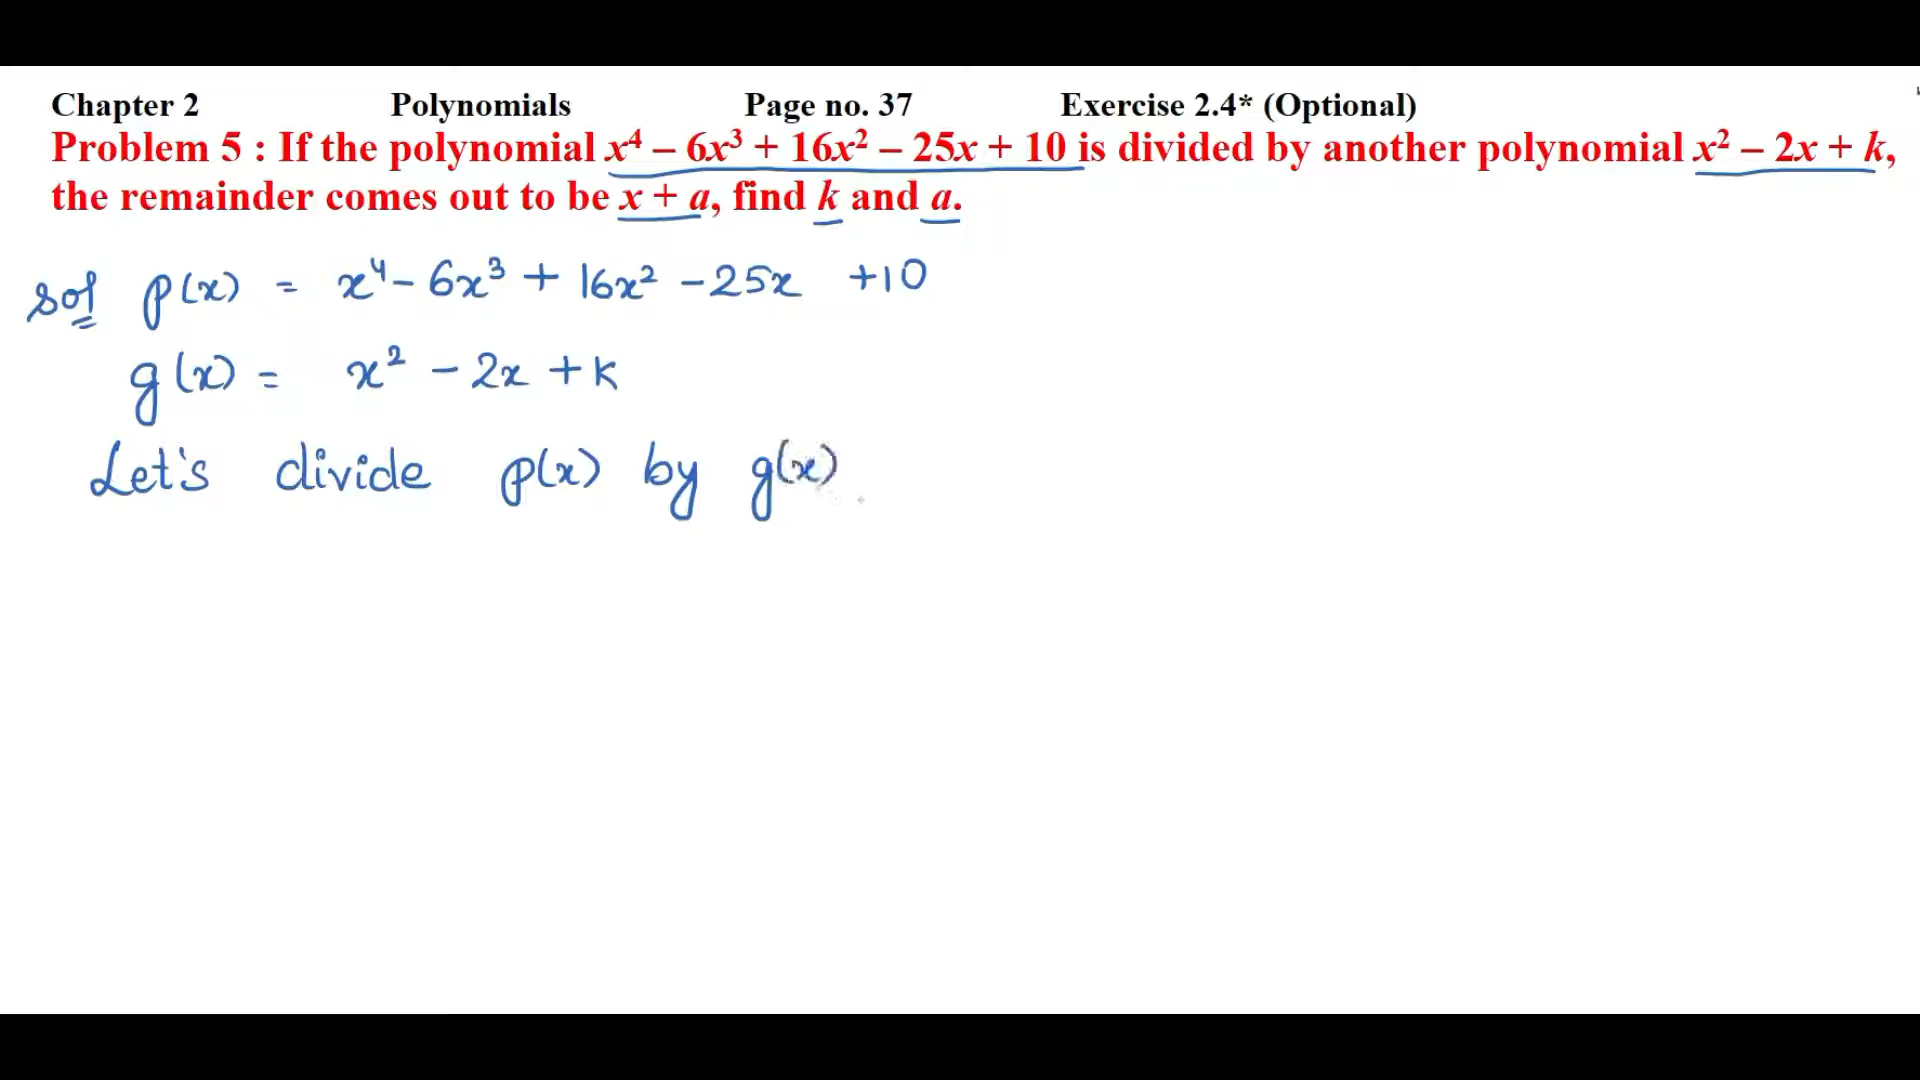 Chapter 2 Polynomials Page no. 37 Exercise 2.4* (Optional)
Problem 5 : If the polynomial x⁴ – 6x³ + 16x² – 25x + 10 is divided by another polynomial x² – 2x + k,
the remainder comes out to be x + a, find k and a.
sol p(x) = x⁴ - 6x³ + 16x² - 25x +10
g(x) = x² - 2x + k
Let's divide p(x) by g(x)